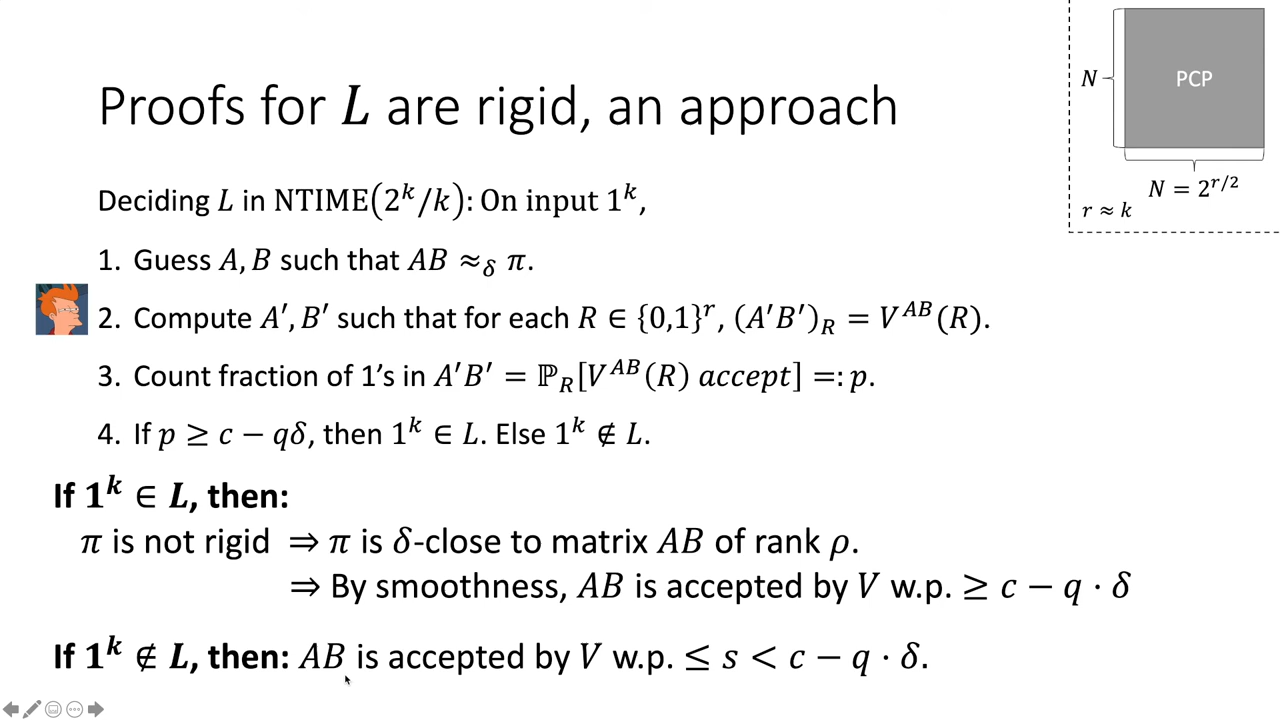 Proofs for 𝑳 are rigid, an approach
PCP
N
N = 2^{r/2}
r ≈ k
Deciding L in NTIME(2^k/k): On input 1^k,
1. Guess A, B such that AB ≈_δ π.
2. Compute A′, B′ such that for each R ∈ {0,1}^r, (A′B′)_R = V^{AB}(R).
3. Count fraction of 1's in A′B′ = ℙ_R[V^{AB}(R) accept] =: p.
4. If p ≥ c − qδ, then 1^k ∈ L. Else 1^k ∉ L.
If 1^k ∈ L, then:
π is not rigid ⇒ π is δ-close to matrix AB of rank ρ.
⇒ By smoothness, AB is accepted by V w.p. ≥ c − q · δ
If 1^k ∉ L, then: AB is accepted by V w.p. ≤ s < c − q · δ.